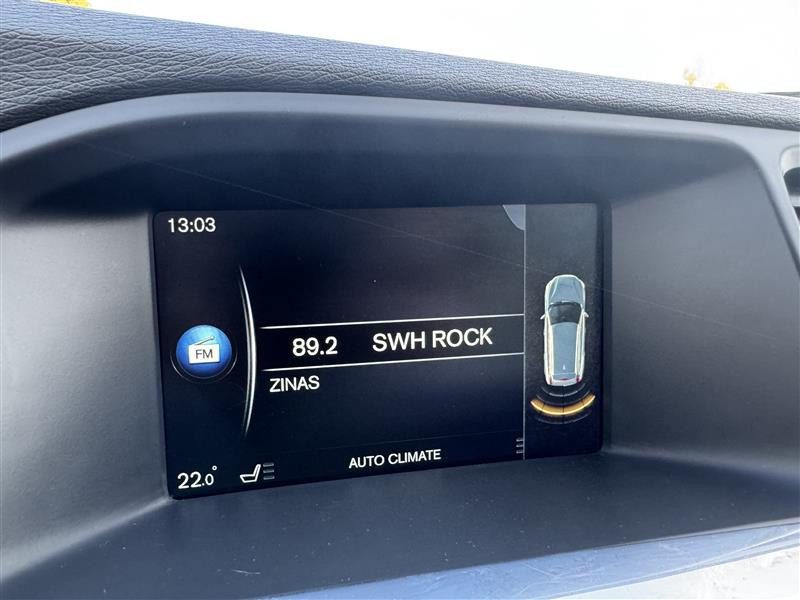 13:03
FM
89.2 SWH ROCK
ZINAS
22.0° AUTO CLIMATE